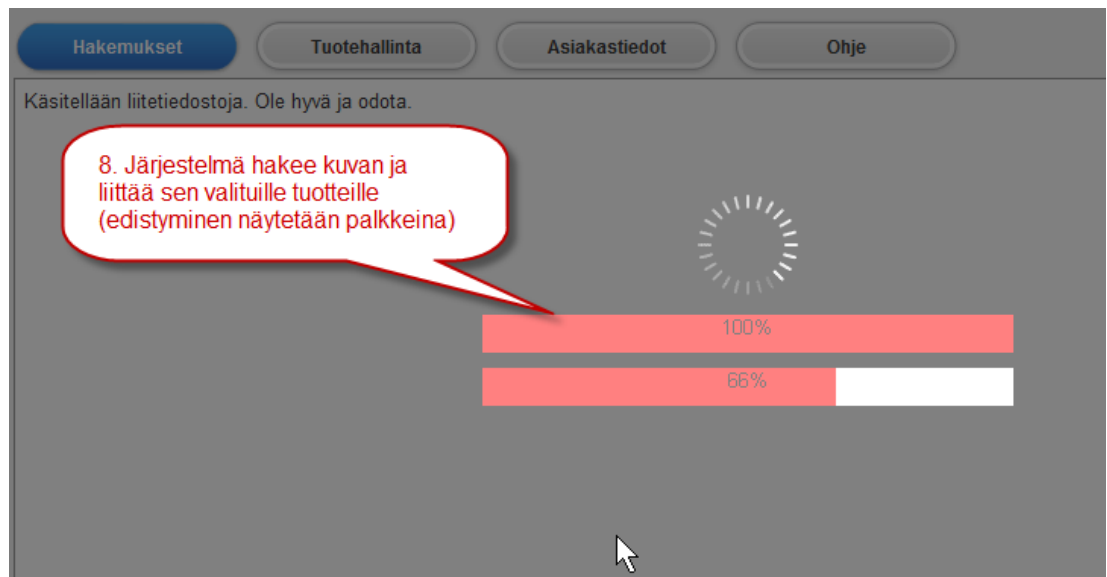 Hakemukset Tuotehallinta Asiakastiedot Ohje
Käsitellään liitetiedostoja. Ole hyvä ja odota.
8. Järjestelmä hakee kuvan ja
liittää sen valituille tuotteille
(edistyminen näytetään palkkeina)
100%
66%